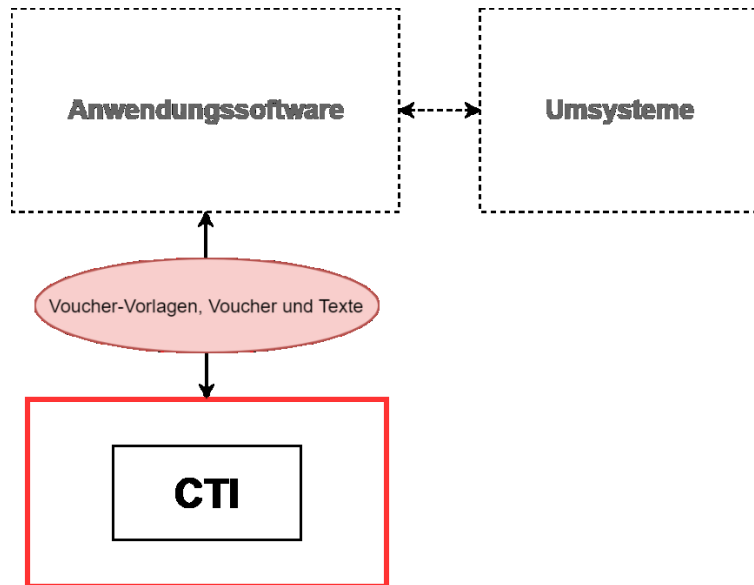 Anwendungssoftware
Umsysteme
Voucher-Vorlagen, Voucher und Texte
CTI